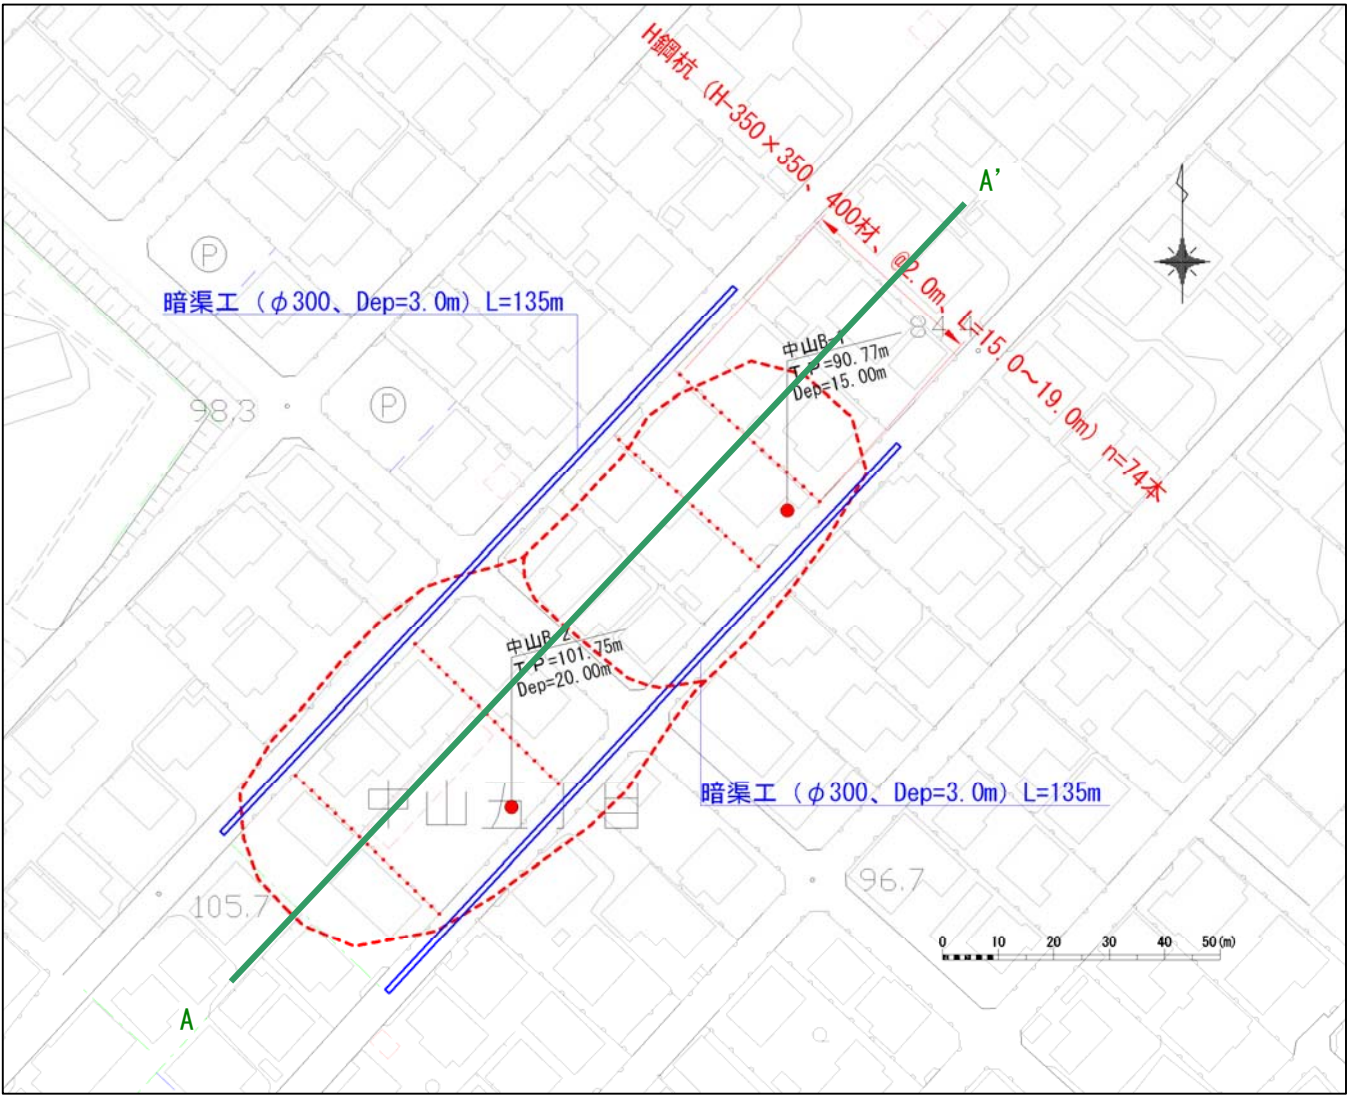 H鋼杭（H-350×350、400材、@2.0m、L=15.0～19.0m）n=74本
A’
P
暗渠工（φ300、Dep=3.0m）L=135m
84.4
中山B-1
T.P=90.77m
Dep=15.00m
98.3
P
中山B-2
T.P=101.75m
Dep=20.00m
中山五丁目
暗渠工（φ300、Dep=3.0m）L=135m
105.7
96.7
0 10 20 30 40 50(m)
A